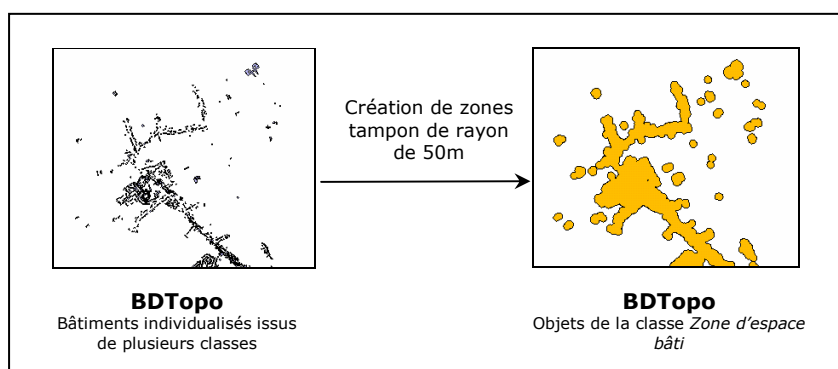 Création de zones
tampon de rayon
de 50m
BDTopo
Bâtiments individualisés issus
de plusieurs classes
BDTopo
Objets de la classe Zone d'espace
bâti